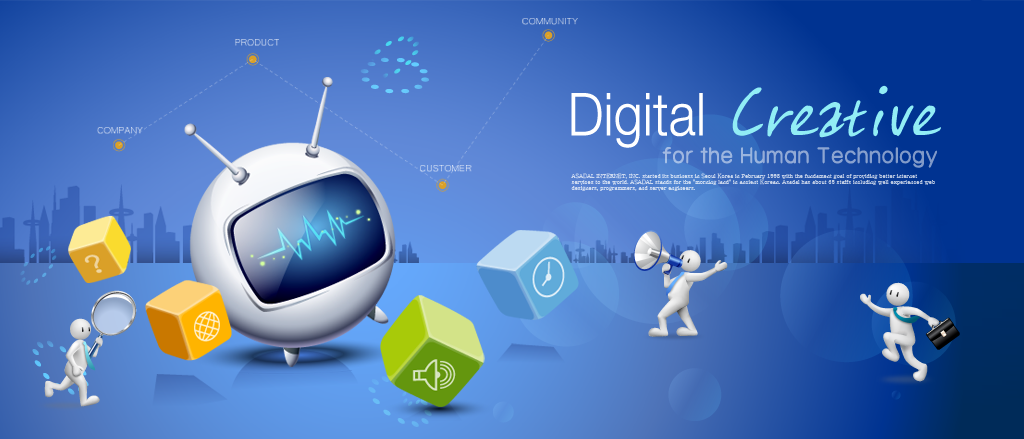 COMMUNITY
PRODUCT
COMPANY
CUSTOMER
Digital Creative
for the Human Technology
ASADAL INTERNET, INC. started its business in Seoul Korea in February 1998 with the fundamental goal of providing better internet
services to the world. ASADAL stands for the "morning land" in ancient Korean. Asadal has about 65 staffs including well experienced web
designers, programmers, and server engineers.
?